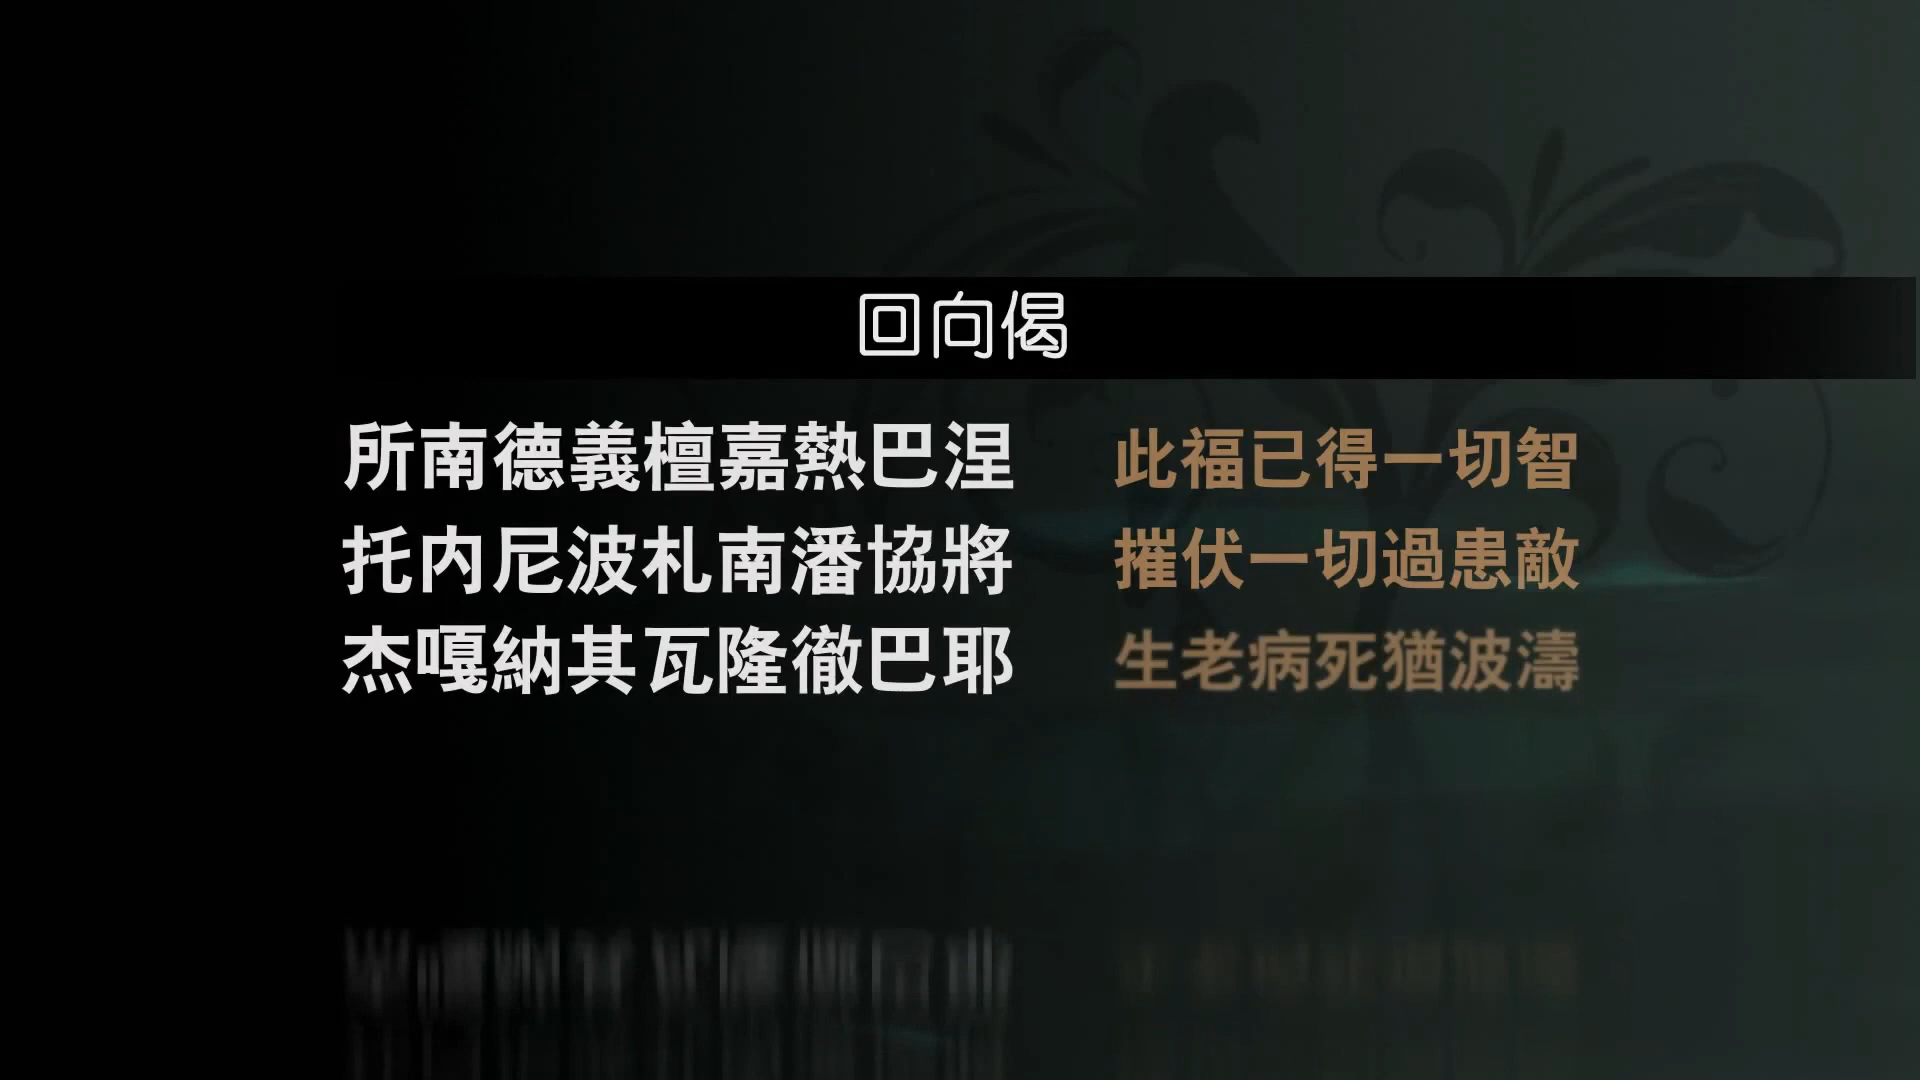 回向偈
所南德義檀嘉熱巴涅 此福已得一切智
托内尼波札南潘協將 摧伏一切過患敵
杰嘎納其瓦隆徹巴耶 生老病死猶波濤